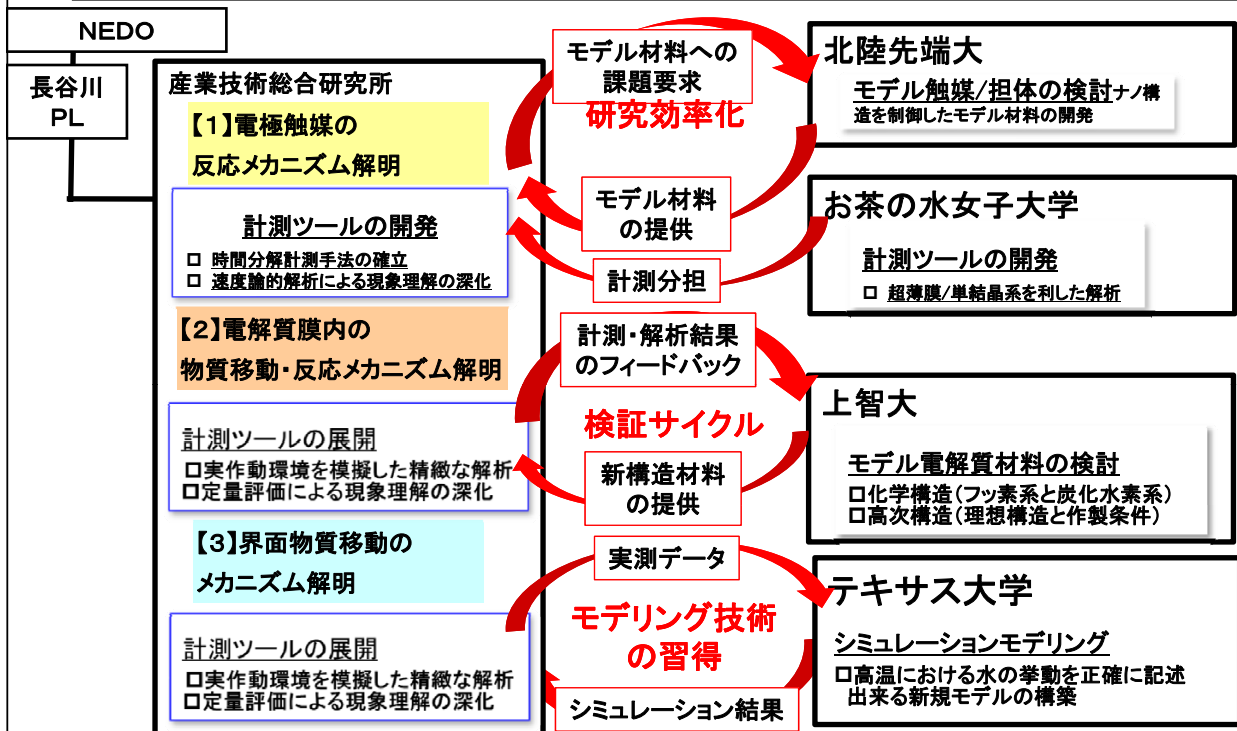 NEDO
長谷川
PL
産業技術総合研究所
【1】電極触媒の
反応メカニズム解明
計測ツールの開発
□ 時間分解計測手法の確立
□ 速度論的解析による現象理解の深化
【2】電解質膜内の
物質移動・反応メカニズム解明
計測ツールの展開
□実作動環境を模擬した精緻な解析
□定量評価による現象理解の深化
【3】界面物質移動の
メカニズム解明
計測ツールの展開
□実作動環境を模擬した精緻な解析
□定量評価による現象理解の深化
モデル材料への
課題要求
研究効率化
モデル材料
の提供
計測分担
計測・解析結果
のフィードバック
検証サイクル
新構造材料
の提供
実測データ
モデリング技術
の習得
シミュレーション結果
北陸先端大
モデル触媒/担体の検討ナノ構
造を制御したモデル材料の開発
お茶の水女子大学
計測ツールの開発
□ 超薄膜/単結晶系を利した解析
上智大
モデル電解質材料の検討
□化学構造(フッ素系と炭化水素系)
□高次構造(理想構造と作製条件)
テキサス大学
シミュレーションモデリング
□高温における水の挙動を正確に記述
出来る新規モデルの構築